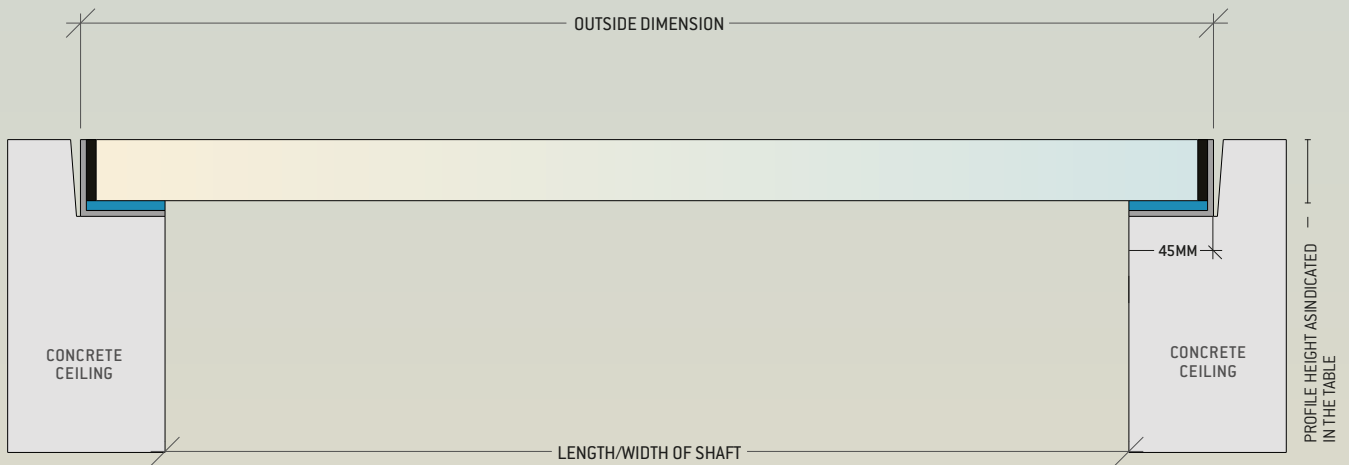 OUTSIDE DIMENSION
45MM
PROFILE HEIGHT ASINDICATED
IN THE TABLE
CONCRETE
CEILING
CONCRETE
CEILING
LENGTH/WIDTH OF SHAFT